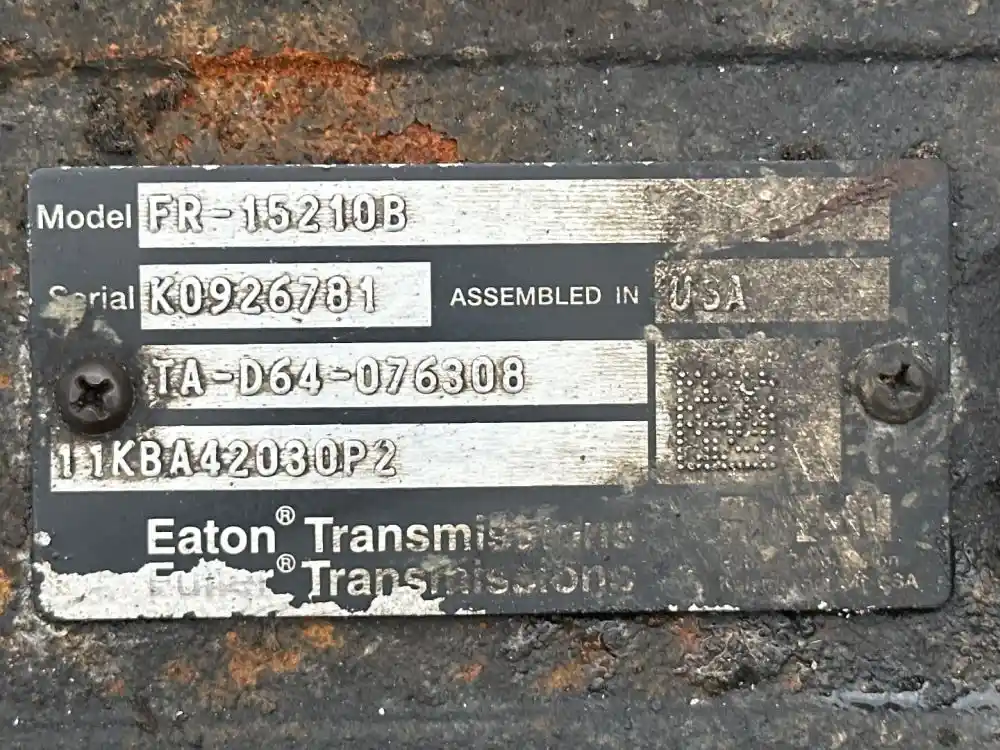 Model FR-15210B
Serial K0926781 ASSEMBLED IN USA
TA-D64-076308
11KBA42030P2
Eaton® Transmissions
Fuller® Transmissions